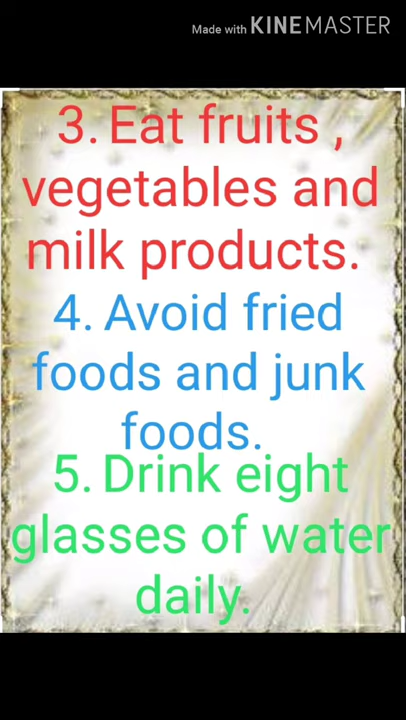 Made with KINEMASTER
3. Eat fruits ,
vegetables and
milk products.
4. Avoid fried
foods and junk
foods.
5. Drink eight
glasses of water
daily.